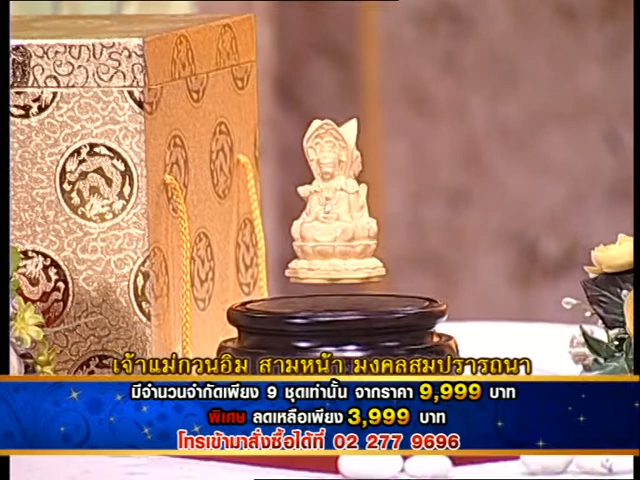 เจ้าแม่กวนอิม สามหน้า มงคลสมปรารถนา
มีจำนวนจำกัดเพียง 9 ชุดเท่านั้น จากราคา 9,999 บาท
พิเศษ ลดเหลือเพียง 3,999 บาท
โทรเข้ามาสั่งซื้อได้ที่ 02 277 9696